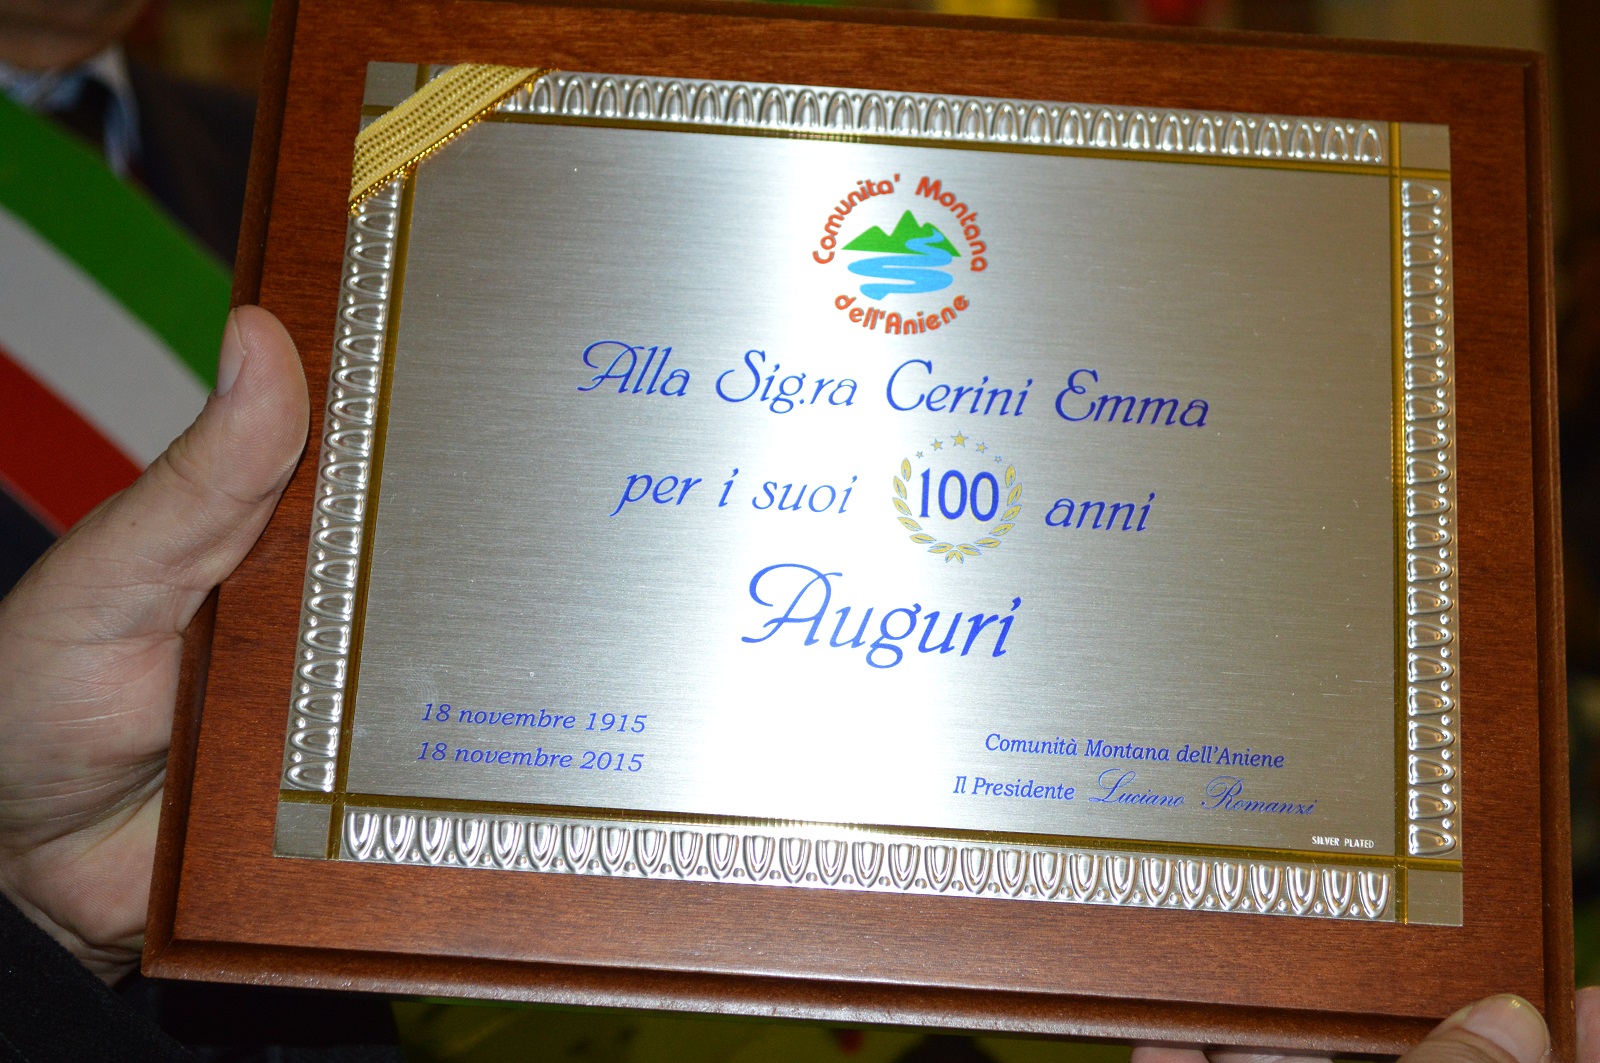 Comunita' Montana
dell'Aniene
Alla Sig.ra Cerini Emma
per i suoi 100 anni
Auguri
18 novembre 1915
18 novembre 2015
Comunità Montana dell'Aniene
Il Presidente Luciano Romanzi
SILVER PLATED